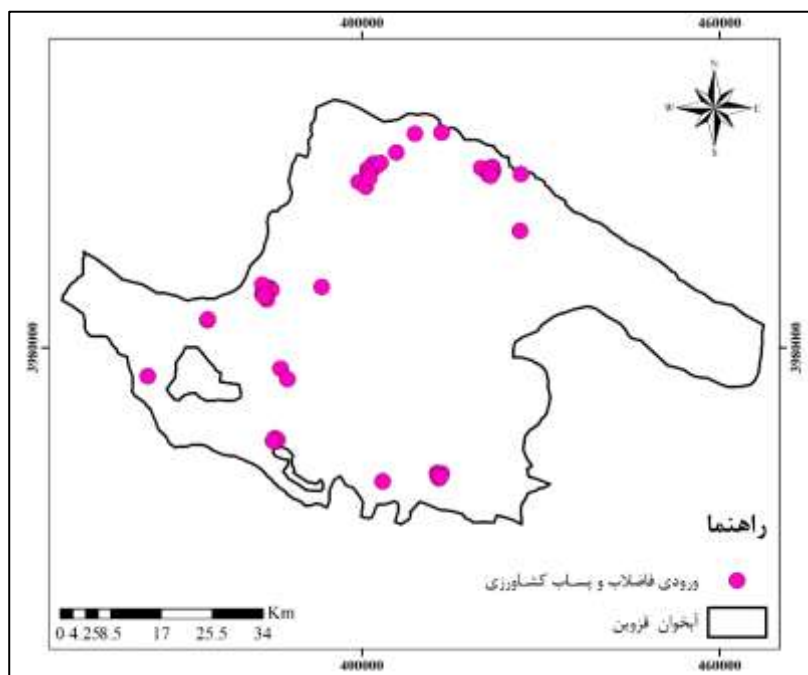 400000 460000
N
W E
S
3980000 3980000
راهنما
ورودی فاضلاب و پساب کشاورزی
آبخوان قزوین
Km
0 4.25 8.5 17 25.5 34
400000 460000